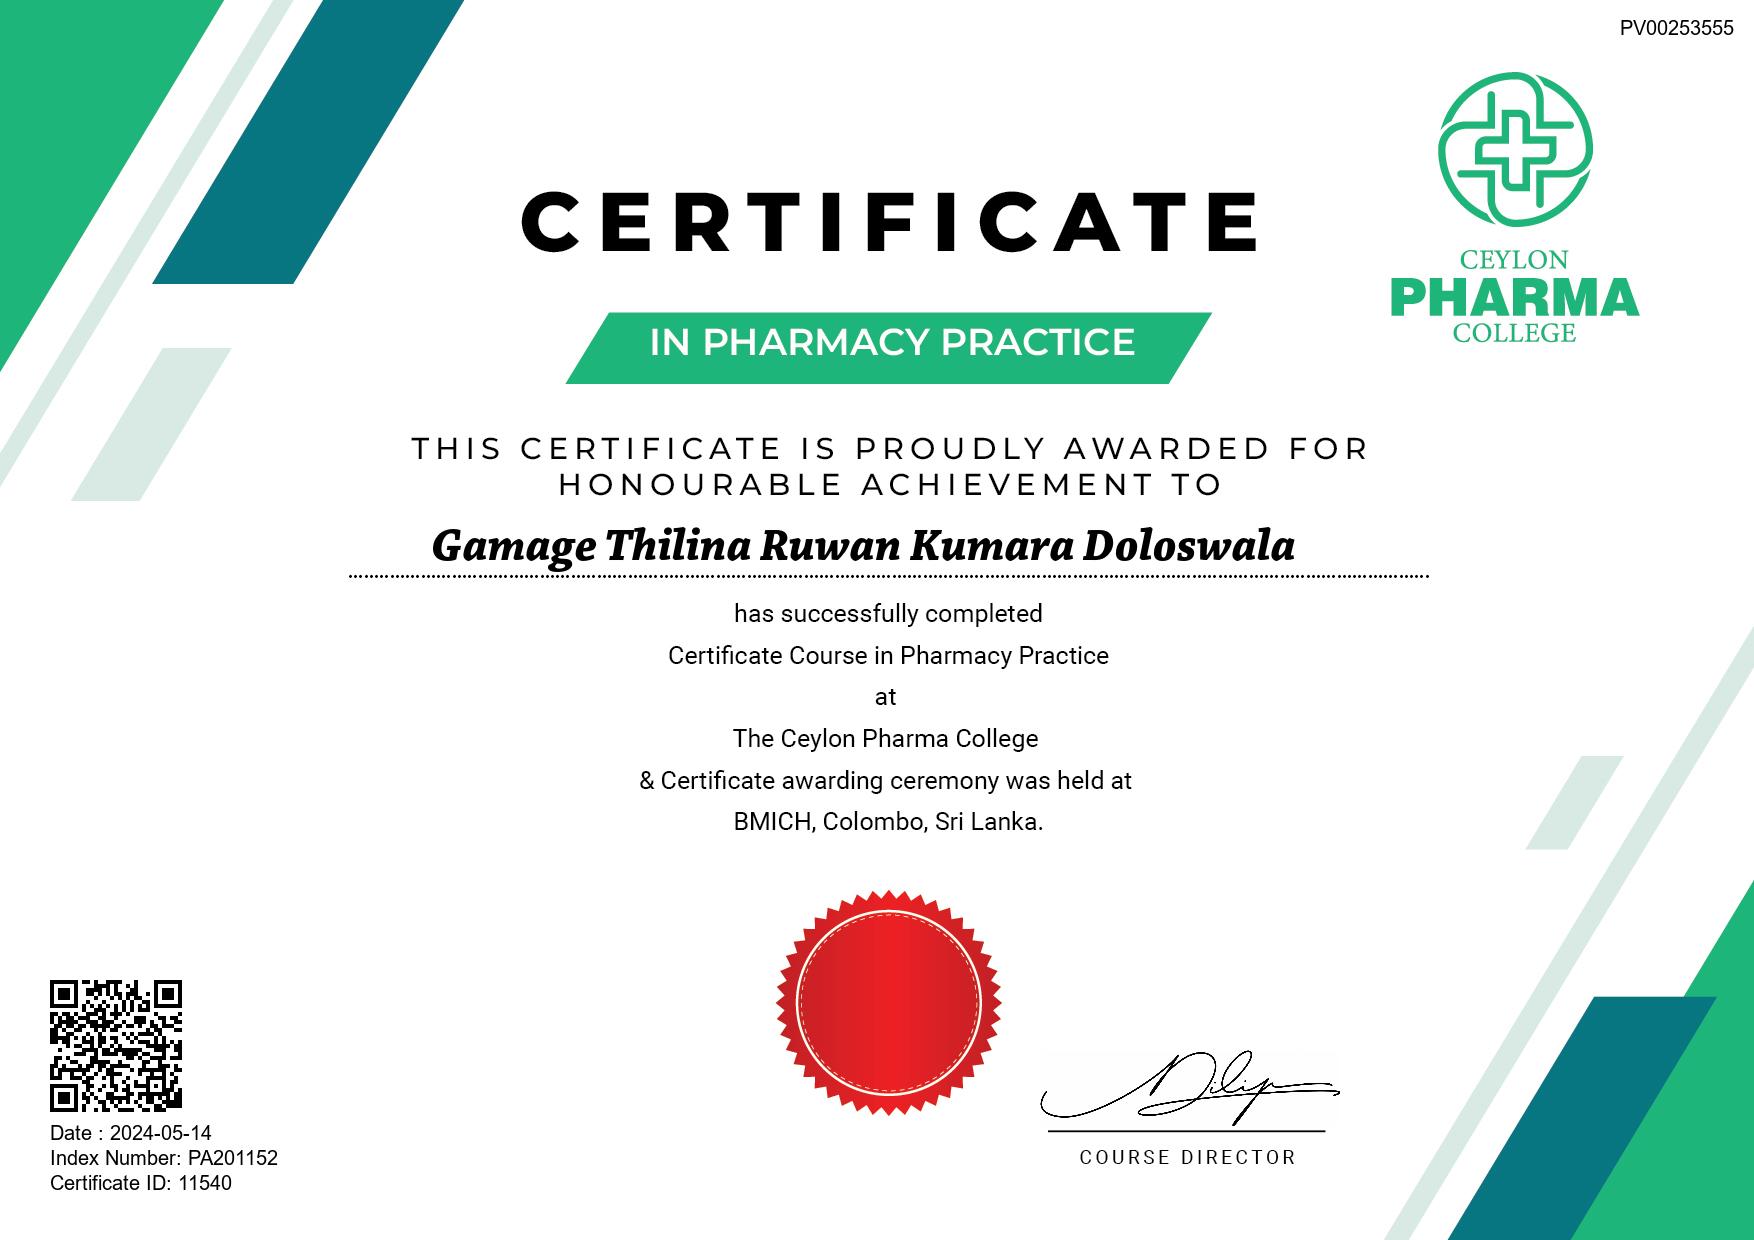 PV00253555
CEYLON
PHARMA
COLLEGE
CERTIFICATE
IN PHARMACY PRACTICE
THIS CERTIFICATE IS PROUDLY AWARDED FOR
HONOURABLE ACHIEVEMENT TO
Gamage Thilina Ruwan Kumara Doloswala
has successfully completed
Certificate Course in Pharmacy Practice
at
The Ceylon Pharma College
& Certificate awarding ceremony was held at
BMICH, Colombo, Sri Lanka.
Dilip
COURSE DIRECTOR
Date : 2024-05-14
Index Number: PA201152
Certificate ID: 11540